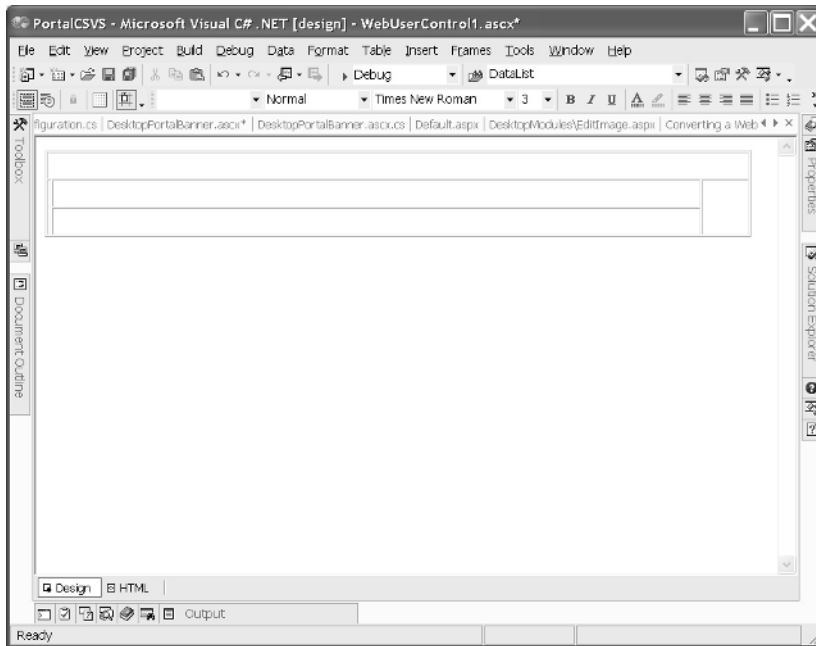 PortalCSVS - Microsoft Visual C# .NET [design] - WebUserControl1.ascx*
File Edit View Project Build Debug Data Format Table Insert Frames Tools Window Help
Debug DataList
Normal Times New Roman 3 B I U A
figuration.cs DesktopPortalBanner.ascx* DesktopPortalBanner.ascx.cs Default.aspx DesktopModules\EditImage.aspx Converting a Web
Toolbox
Document Outline
Properties
Solution Explorer
Design HTML
Output
Ready